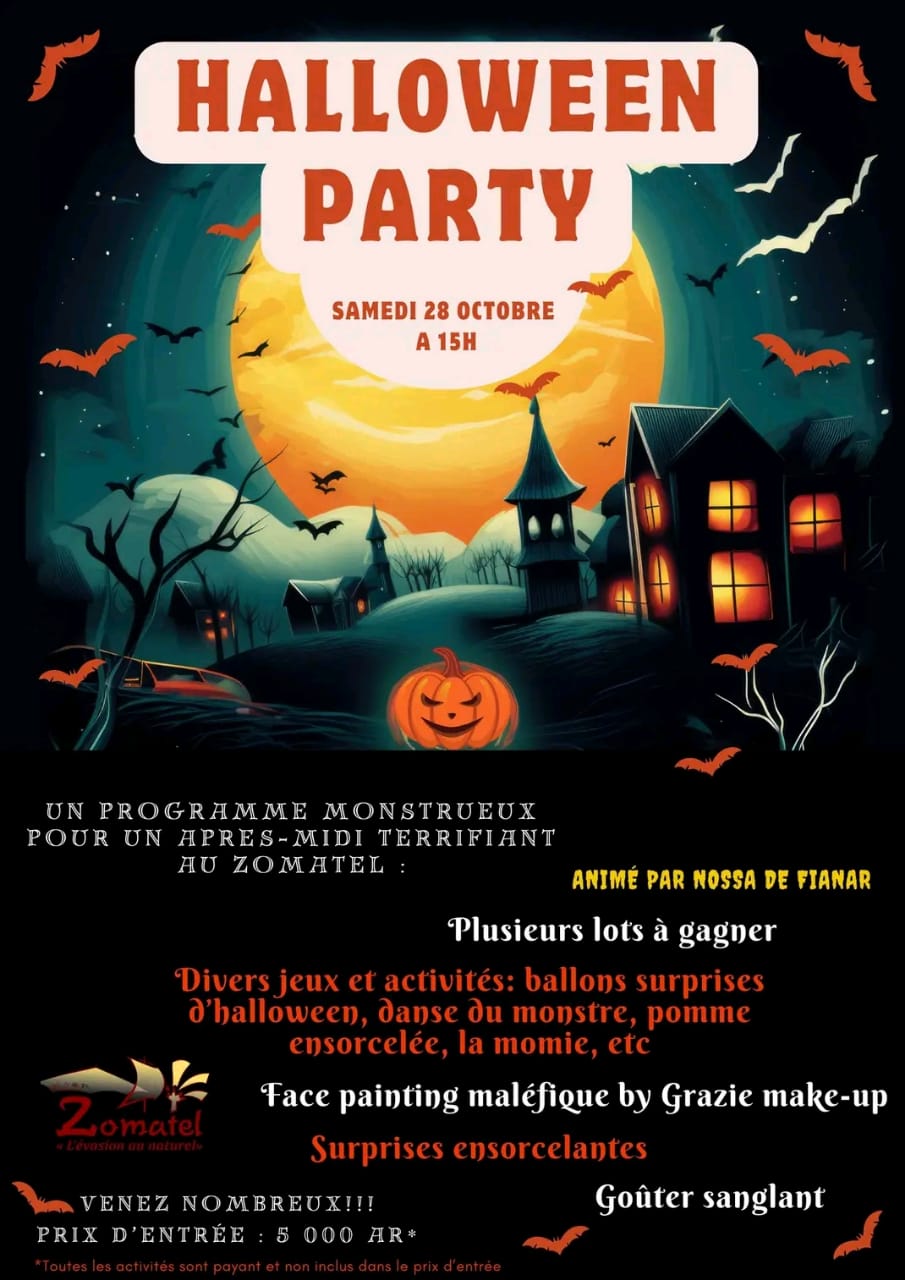 HALLOWEEN
PARTY
SAMEDI 28 OCTOBRE
A 15H
UN PROGRAMME MONSTRUEUX
POUR UN APRES-MIDI TERRIFIANT
AU ZOMATEL :
ANIMÉ PAR NOSSA DE FIANAR
Plusieurs lots à gagner
Divers jeux et activités: ballons surprises
d'halloween, danse du monstre, pomme
ensorcelée, la momie, etc
Face painting maléfique by Grazie make-up
Zomatel
« L'évasion au naturel»
Surprises ensorcelantes
Goûter sanglant
VENEZ NOMBREUX!!!
PRIX D'ENTRÉE : 5 000 AR*
*Toutes les activités sont payant et non inclus dans le prix d'entrée